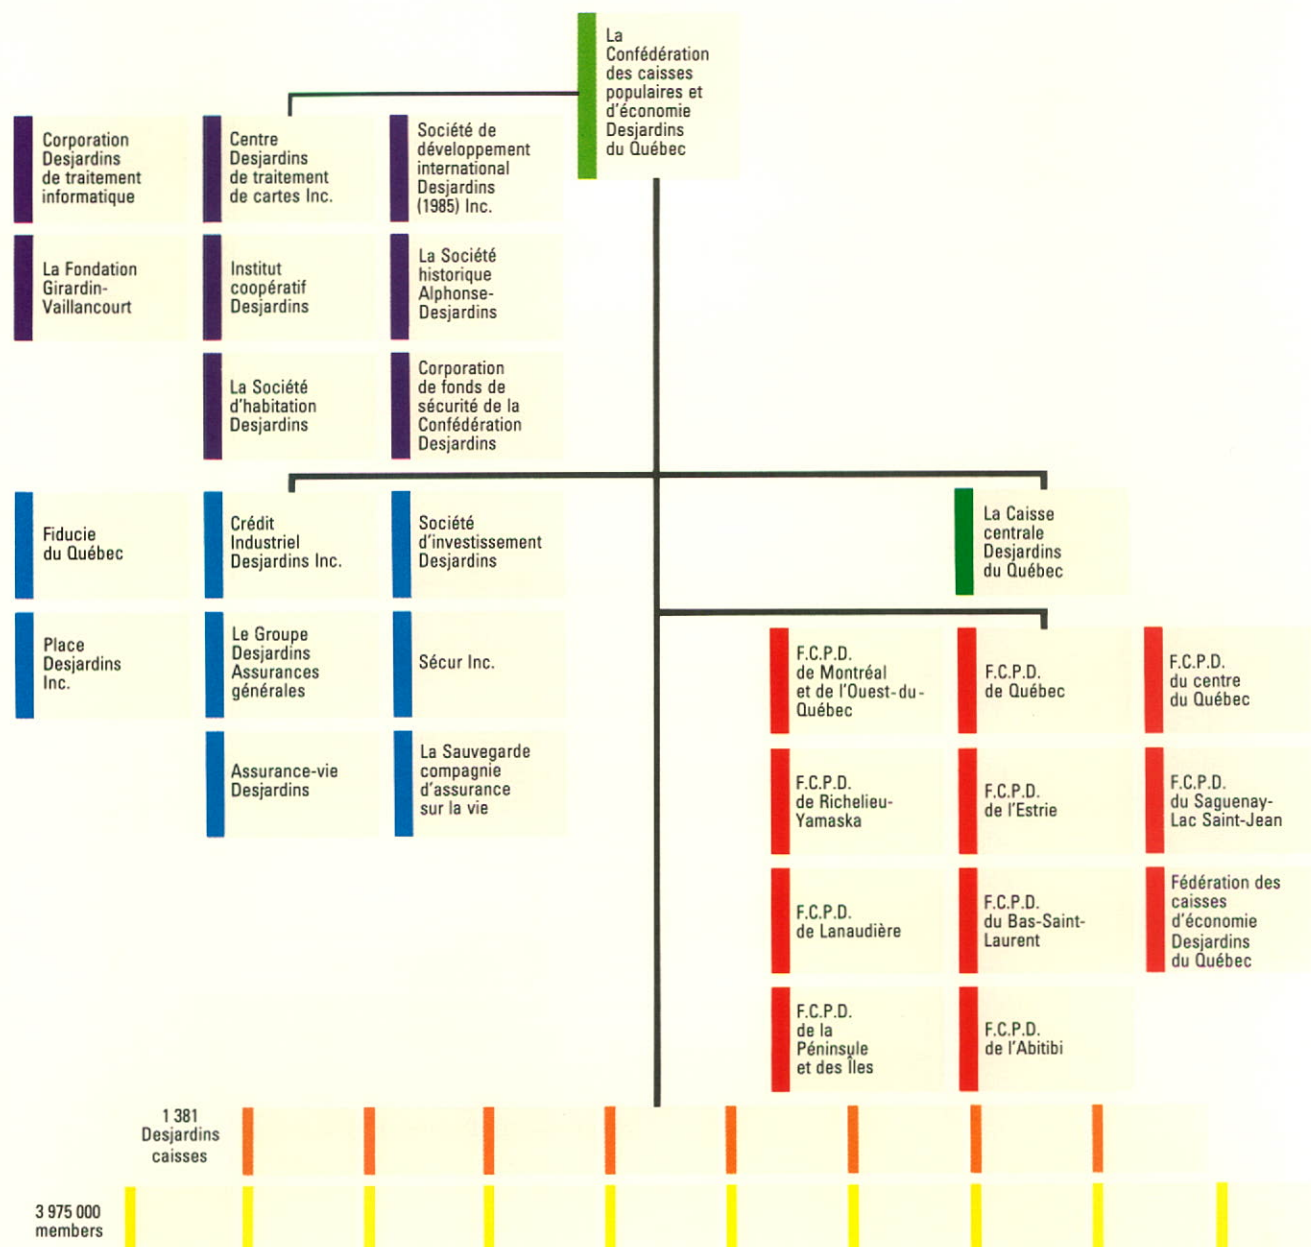 La
Confédération
des caisses
populaires et
d'économie
Desjardins
du Québec
Corporation
Desjardins
de traitement
informatique
Centre
Desjardins
de traitement
de cartes Inc.
Société de
développement
international
Desjardins
(1985) Inc.
La Fondation
Girardin-
Vaillancourt
Institut
coopératif
Desjardins
La Société
historique
Alphonse-
Desjardins
La Société
d'habitation
Desjardins
Corporation
de fonds de
sécurité de la
Confédération
Desjardins
Fiducie
du Québec
Crédit
Industriel
Desjardins Inc.
Société
d'investissement
Desjardins
La Caisse
centrale
Desjardins
du Québec
Place
Desjardins
Inc.
Le Groupe
Desjardins
Assurances
générales
Sécur Inc.
Assurance-vie
Desjardins
La Sauvegarde
compagnie
d'assurance
sur la vie
F.C.P.D.
de Montréal
et de l'Ouest-du-
Québec
F.C.P.D.
de Québec
F.C.P.D.
du centre
du Québec
F.C.P.D.
de Richelieu-
Yamaska
F.C.P.D.
de l'Estrie
F.C.P.D.
du Saguenay-
Lac Saint-Jean
F.C.P.D.
de Lanaudière
F.C.P.D.
du Bas-Saint-
Laurent
Fédération des
caisses
d'économie
Desjardins
du Québec
F.C.P.D.
de la
Péninsule
et des Îles
F.C.P.D.
de l'Abitibi
1 381
Desjardins
caisses
3 975 000
members